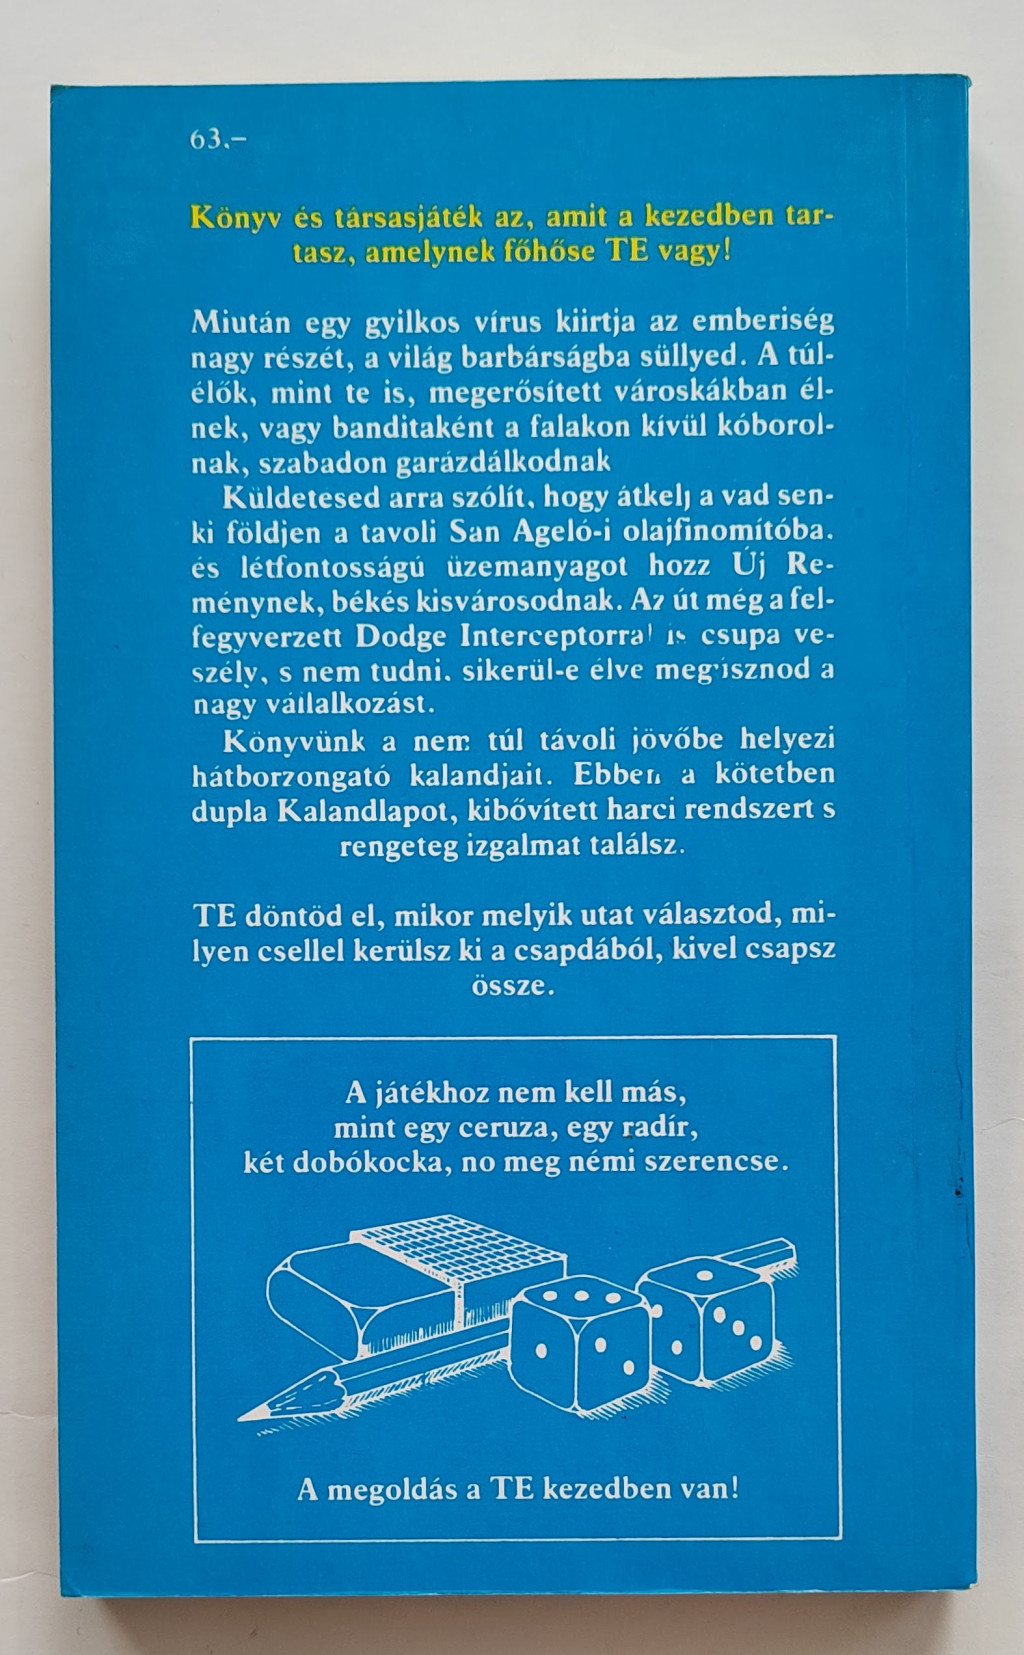 63.–
Könyv és társasjáték az, amit a kezedben tar-
tasz, amelynek főhőse TE vagy!
Miután egy gyilkos vírus kiirtja az emberiség
nagy részét, a világ barbárságba süllyed. A túl-
élők, mint te is, megerősített városkákban él-
nek, vagy banditaként a falakon kívül kóborol-
nak, szabadon garázdálkodnak
Küldetesed arra szólít, hogy átkelj a vad sen-
ki földjen a tavoli San Ageló-i olajfinomítóba.
és létfontosságú üzemanyagot hozz Új Re-
ménynek, békés kisvárosodnak. Az út még a fel-
fegyverzett Dodge Interceptorral is csupa ve-
szély, s nem tudni. sikerül-e élve megúsznod a
nagy vállalkozást.
Könyvünk a nem túl távoli jövőbe helyezi
hátborzongató kalandjait. Ebben a kötetben
dupla Kalandlapot, kibővített harci rendszert s
rengeteg izgalmat találsz.
TE döntöd el, mikor melyik utat választod, mi-
lyen csellel kerülsz ki a csapdából, kivel csapsz
össze.
A játékhoz nem kell más,
mint egy ceruza, egy radír,
két dobókocka, no meg némi szerencse.
A megoldás a TE kezedben van!